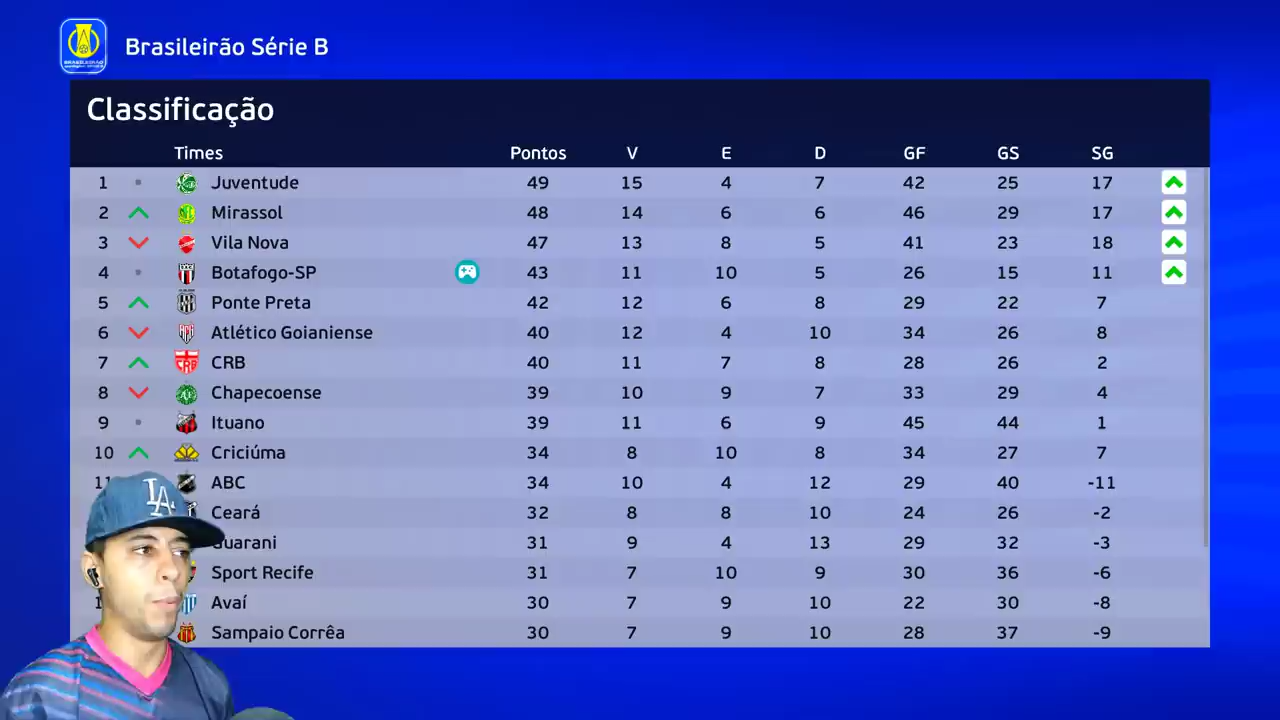 Brasileirão Série B
Classificação
Times Pontos V E D GF GS SG
1 Juventude 49 15 4 7 42 25 17
2 Mirassol 48 14 6 6 46 29 17
3 Vila Nova 47 13 8 5 41 23 18
4 Botafogo-SP 43 11 10 5 26 15 11
5 Ponte Preta 42 12 6 8 29 22 7
6 Atlético Goianiense 40 12 4 10 34 26 8
7 CRB 40 11 7 8 28 26 2
8 Chapecoense 39 10 9 7 33 29 4
9 Ituano 39 11 6 9 45 44 1
10 Criciúma 34 8 10 8 34 27 7
11 ABC 34 10 4 12 29 40 -11
Ceará 32 8 8 10 24 26 -2
Guarani 31 9 4 13 29 32 -3
Sport Recife 31 7 10 9 30 36 -6
Avaí 30 7 9 10 22 30 -8
Sampaio Corrêa 30 7 9 10 28 37 -9
LA